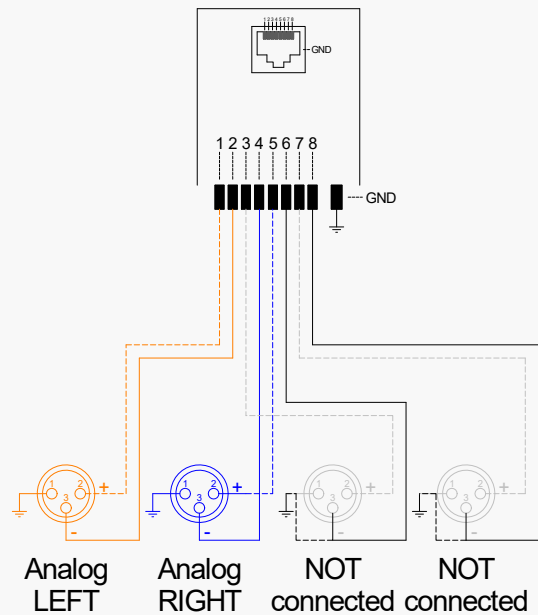 12345678
GND
1 2 3 4 5 6 7 8
GND
1 2 + 1 2 + 1 2 + 1 2 +
3 3 3 3
- - - -
Analog Analog NOT NOT
LEFT RIGHT connected connected